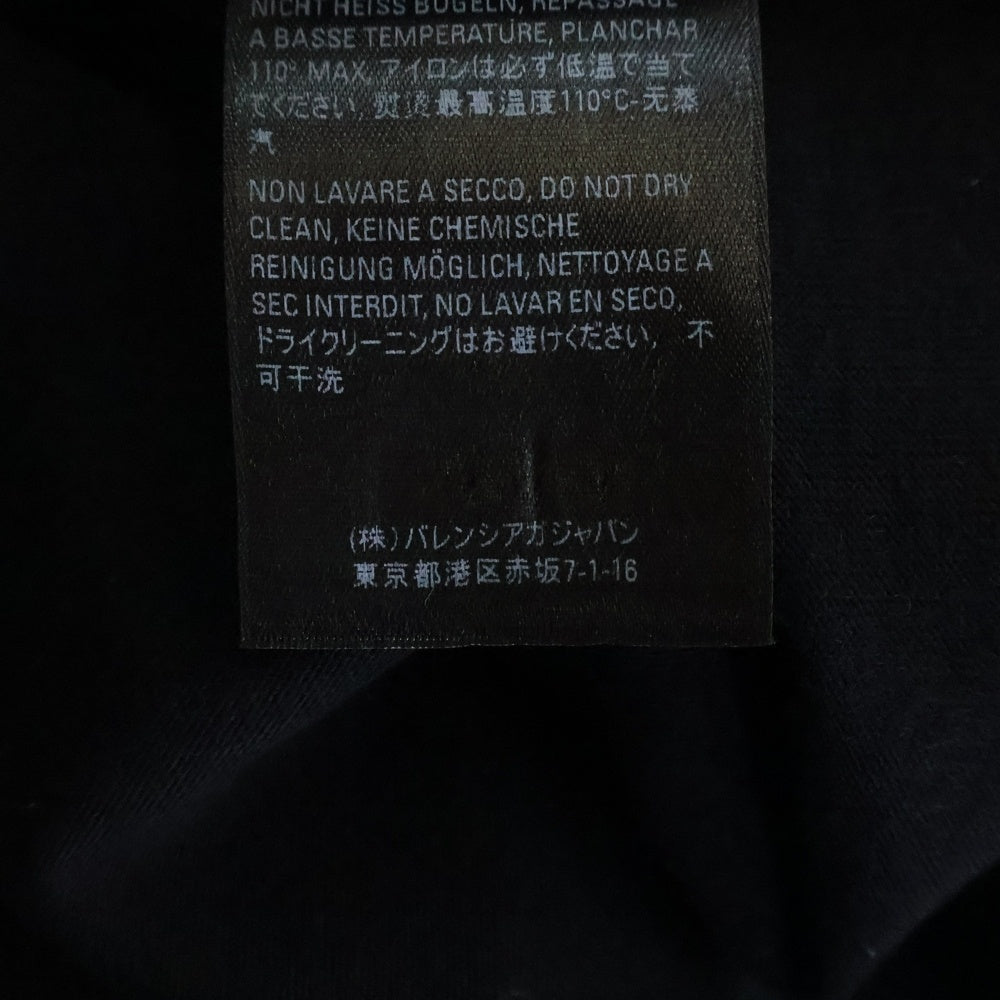 NICHT HEISS BÜGELN, REPASSAGE
A BASSE TEMPERATURE, PLANCHAR
110° MAX, アイロンは必ず低温で当て
てください, 熨烫最高温度110°C-无蒸
汽
NON LAVARE A SECCO, DO NOT DRY
CLEAN, KEINE CHEMISCHE
REINIGUNG MÖGLICH, NETTOYAGE A
SEC INTERDIT, NO LAVAR EN SECO,
ドライクリーニングはお避けください, 不
可干洗
(株)バレンシアガジャパン
東京都港区赤坂7-1-16